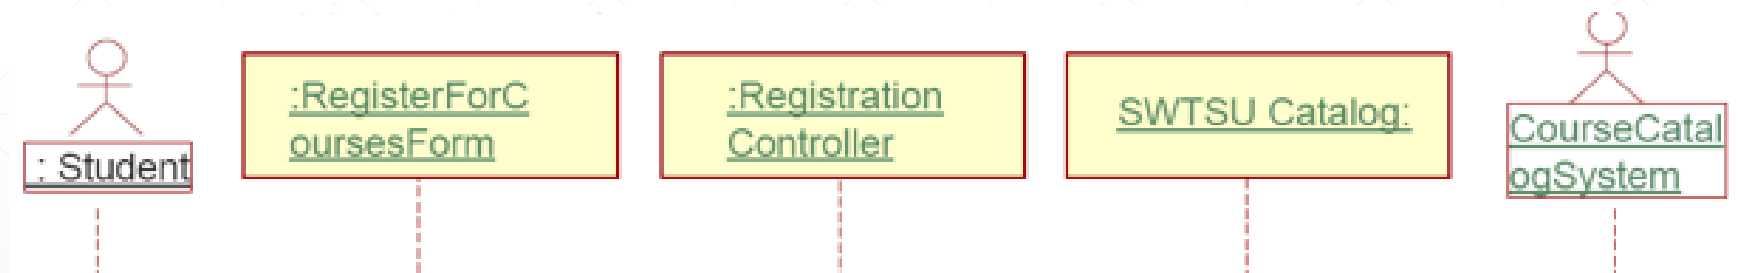 : Student
:RegisterForC
oursesForm
:Registration
Controller
SWTSU Catalog:
CourseCatal
ogSystem